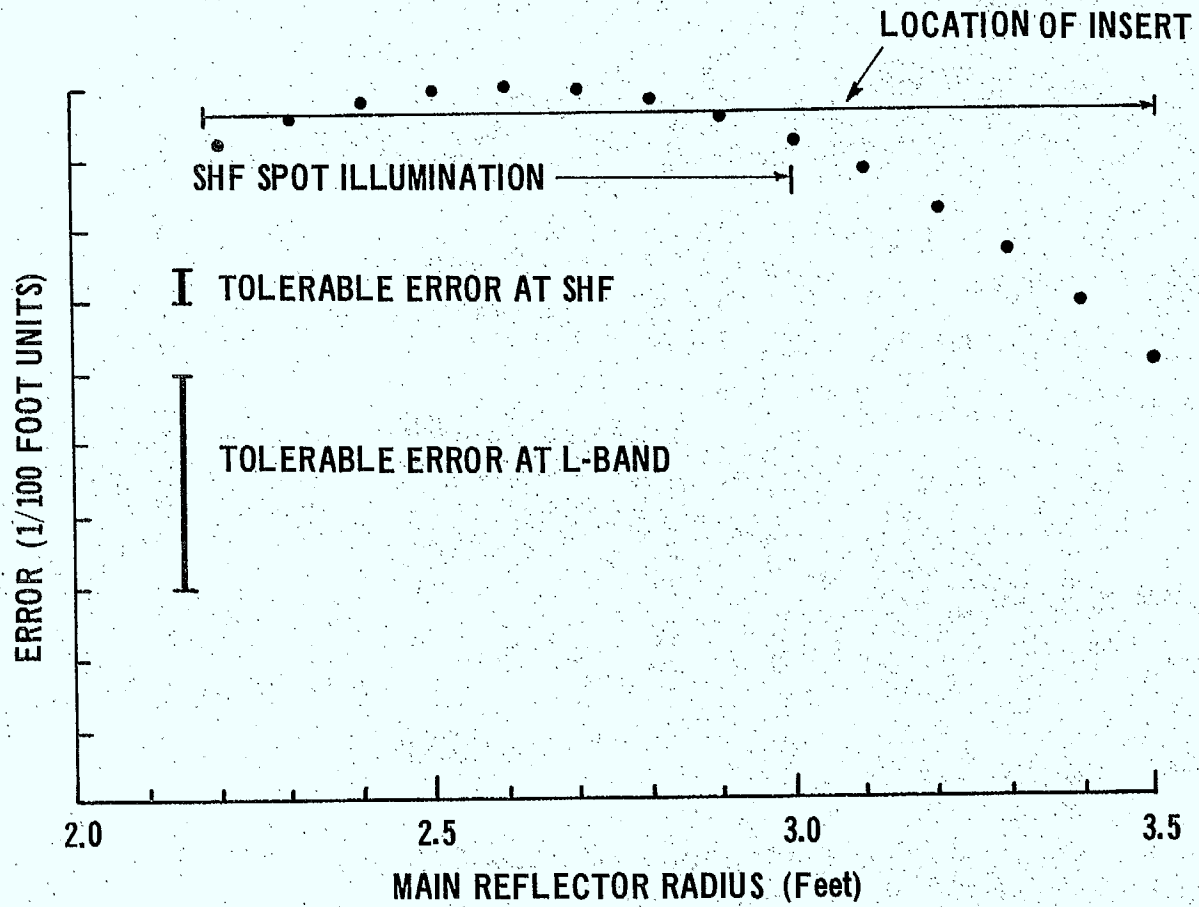 LOCATION OF INSERT
SHF SPOT ILLUMINATION
TOLERABLE ERROR AT SHF
TOLERABLE ERROR AT L-BAND
ERROR (1/100 FOOT UNITS)
2.0 2.5 3.0 3.5
MAIN REFLECTOR RADIUS (Feet)